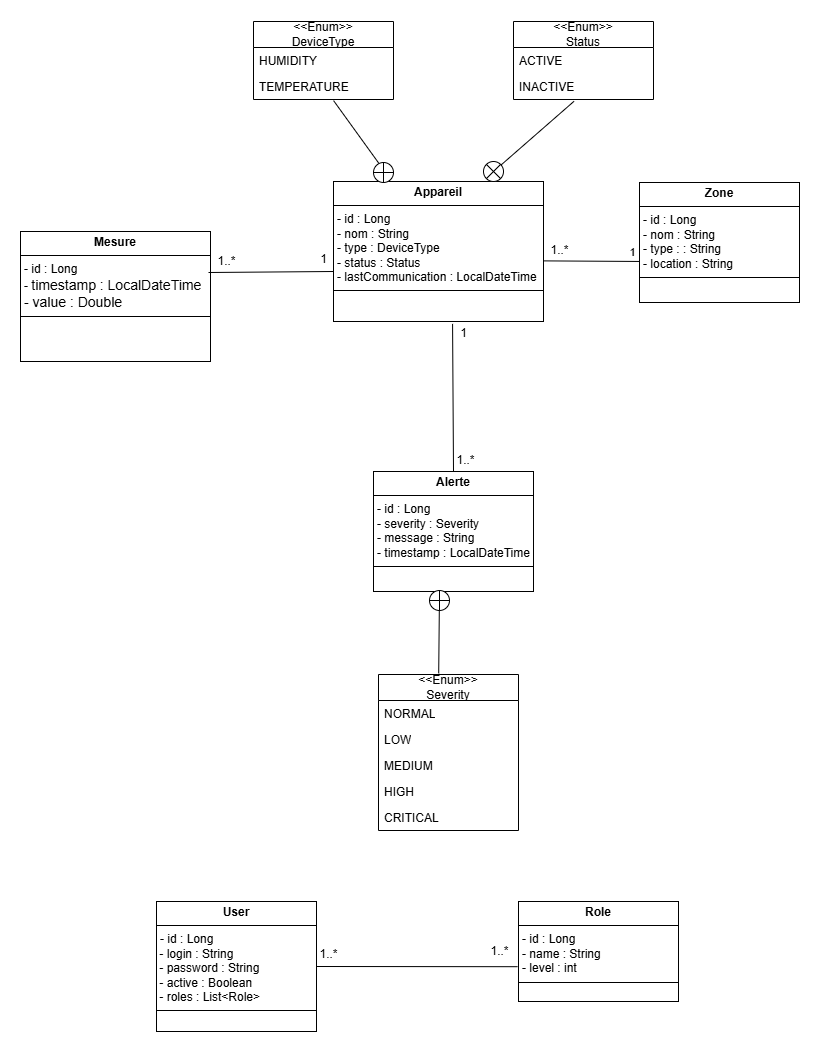 <<Enum>>
DeviceType
HUMIDITY
TEMPERATURE
<<Enum>>
Status
ACTIVE
INACTIVE
Appareil
- id : Long
- nom : String
- type : DeviceType
- status : Status
- lastCommunication : LocalDateTime
Zone
- id : Long
- nom : String
- type : : String
- location : String
Mesure
- id : Long
- timestamp : LocalDateTime
- value : Double
1..*
1
1..*
1
1
1..*
Alerte
- id : Long
- severity : Severity
- message : String
- timestamp : LocalDateTime
<<Enum>>
Severity
NORMAL
LOW
MEDIUM
HIGH
CRITICAL
User
- id : Long
- login : String
- password : String
- active : Boolean
- roles : List<Role>
1..*
1..*
Role
- id : Long
- name : String
- level : int